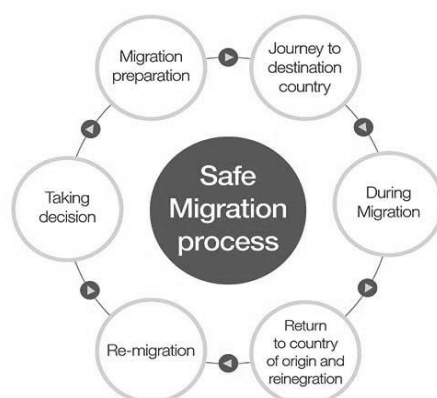 Safe
Migration
process
Migration
preparation
Journey to
destination
country
During
Migration
Return
to country
of origin and
reinegration
Re-migration
Taking
decision